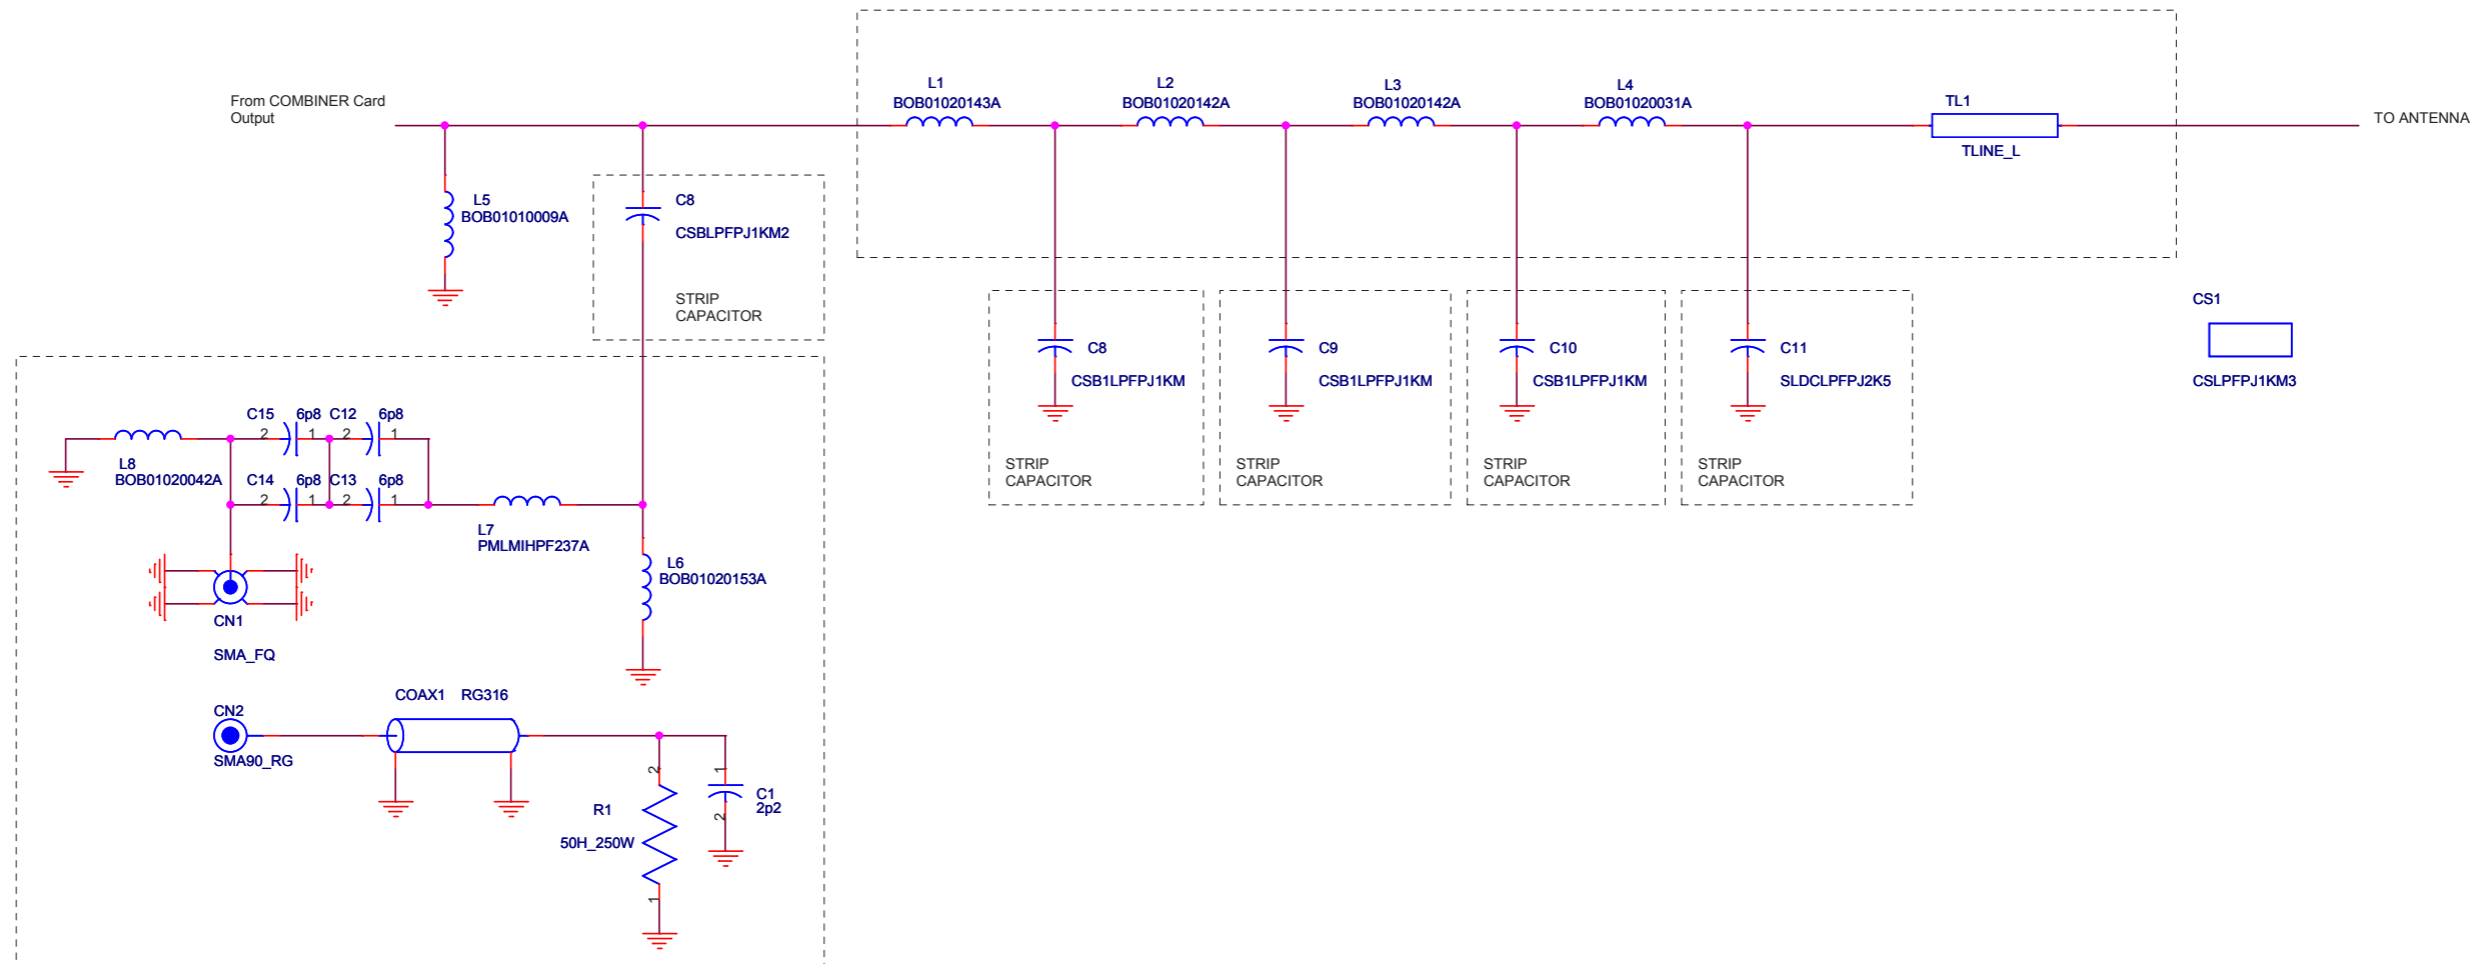 From COMBINER Card
Output
L1
BOB01020143A
L2
BOB01020142A
L3
BOB01020142A
L4
BOB01020031A
TL1
TLINE_L
TO ANTENNA
L5
BOB01010009A
C8
CSBLPFPJ1KM2
STRIP
CAPACITOR
C8
CSB1LPFPJ1KM
STRIP
CAPACITOR
C9
CSB1LPFPJ1KM
STRIP
CAPACITOR
C10
CSB1LPFPJ1KM
STRIP
CAPACITOR
C11
SLDCLPFPJ2K5
STRIP
CAPACITOR
CS1
CSLPFPJ1KM3
C15 6p8 C12 6p8
2 1 2 1
L8
BOB01020042A
C14 6p8 C13 6p8
2 1 2 1
L7
PMLMIHPF237A
L6
BOB01020153A
CN1
SMA_FQ
COAX1 RG316
CN2
SMA90_RG
2
R1
50H_250W
1
1
C1
2p2
2